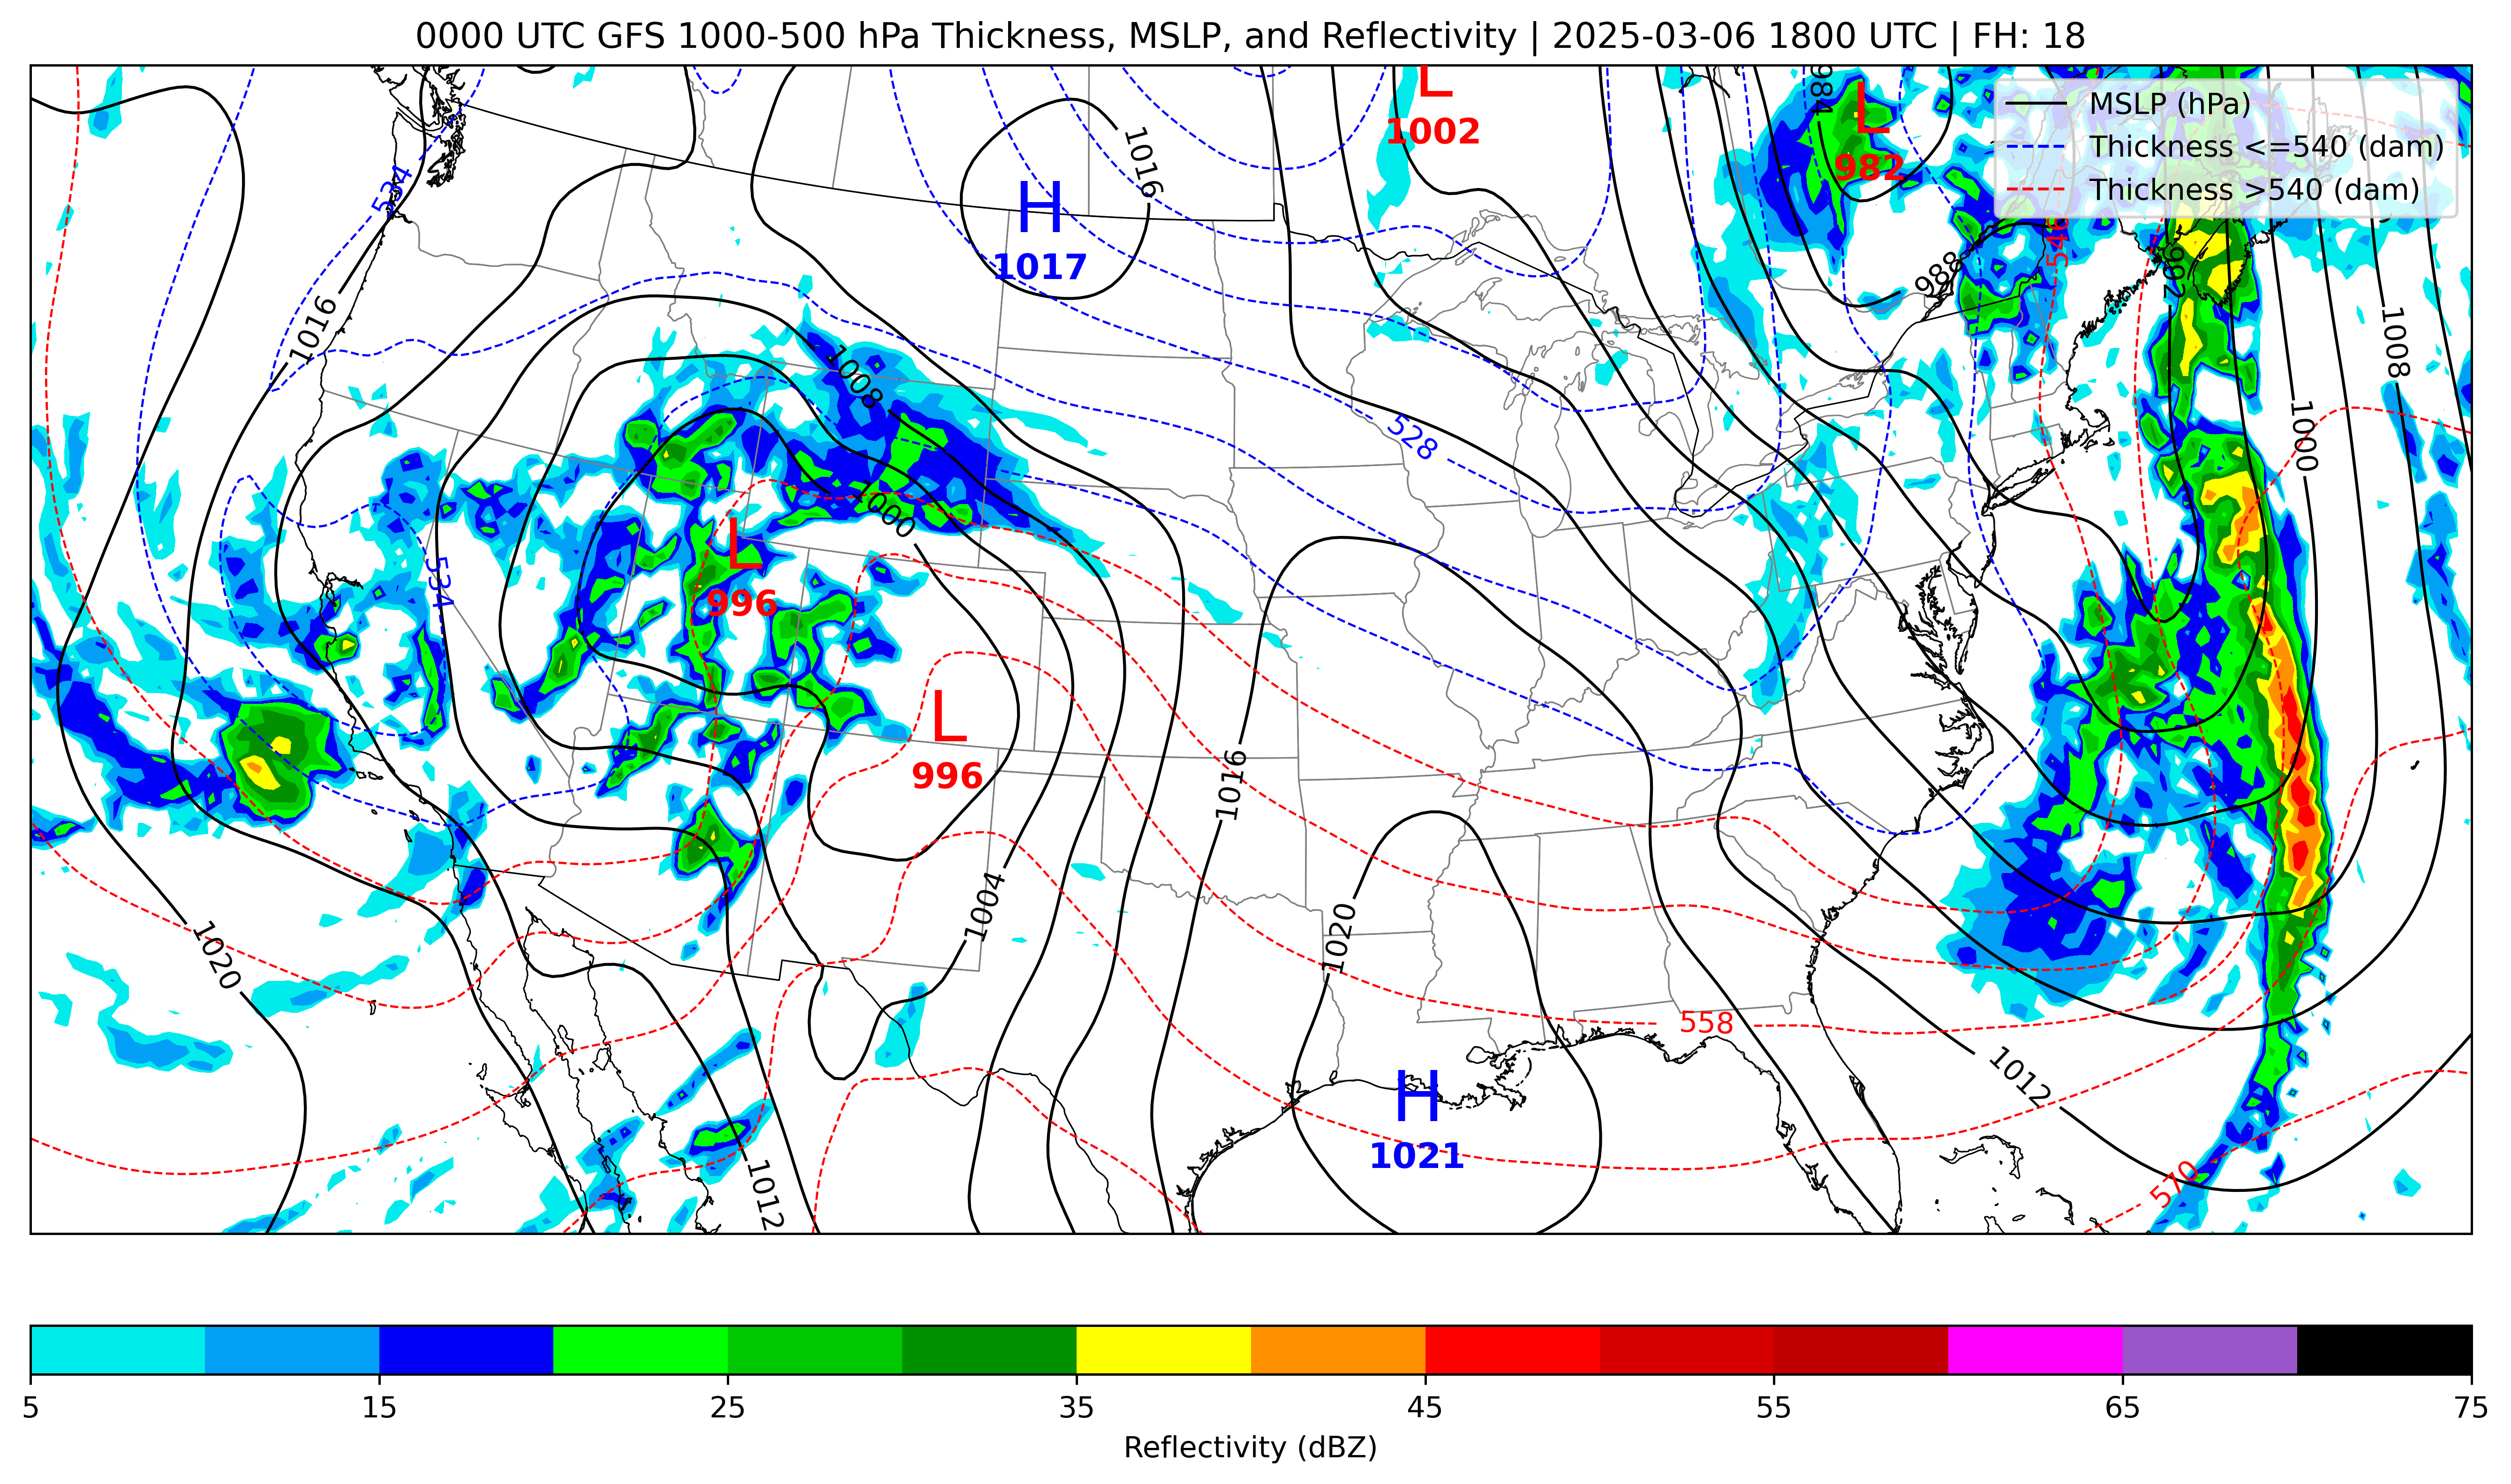 0000 UTC GFS 1000-500 hPa Thickness, MSLP, and Reflectivity | 2025-03-06 1800 UTC | FH: 18
MSLP (hPa)
Thickness <=540 (dam)
Thickness >540 (dam)
L
1002
984
L
982
1016
534
H
1017
546
992
988
1016
1008
1008
1000
528
1000
534
L
996
L
996
1016
1020
1004
1020
558
1012
H
1021
1012
570
5 15 25 35 45 55 65 75
Reflectivity (dBZ)